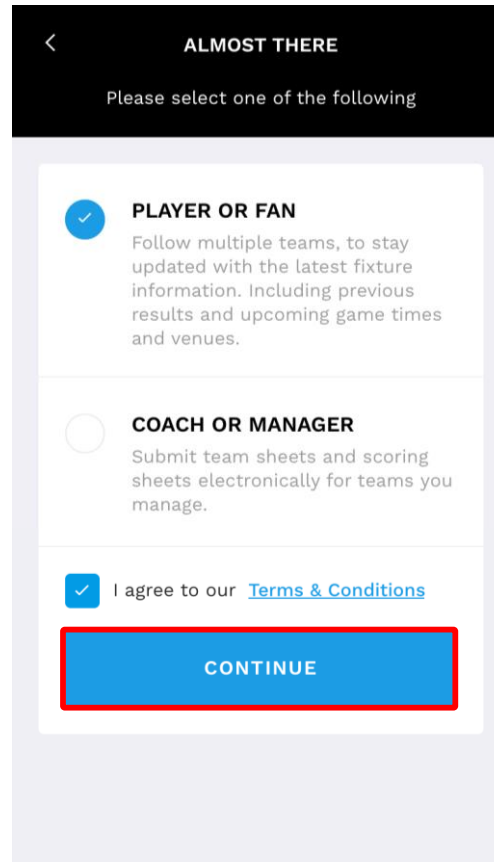 ALMOST THERE
Please select one of the following
PLAYER OR FAN
Follow multiple teams, to stay
updated with the latest fixture
information. Including previous
results and upcoming game times
and venues.
COACH OR MANAGER
Submit team sheets and scoring
sheets electronically for teams you
manage.
I agree to our Terms & Conditions
CONTINUE